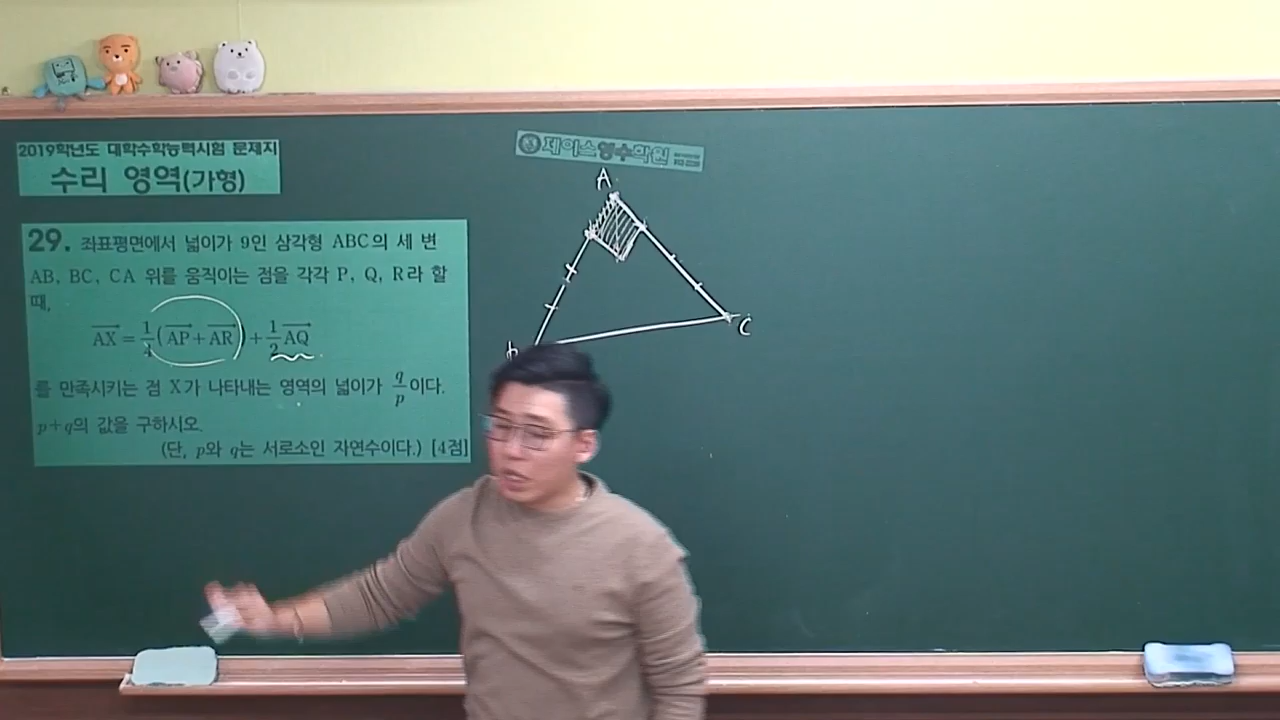 2019학년도 대학수학능력시험 문제지
수리 영역(가형)
제이스영수학원
29. 좌표평면에서 넓이가 9인 삼각형 ABC의 세 변
AB, BC, CA 위를 움직이는 점을 각각 P, Q, R라 할
때,
AX = 1/4 (AP + AR) + 1/2 AQ
를 만족시키는 점 X가 나타내는 영역의 넓이가 q/p이다.
p+q의 값을 구하시오.
(단, p와 q는 서로소인 자연수이다.) [4점]
A
C